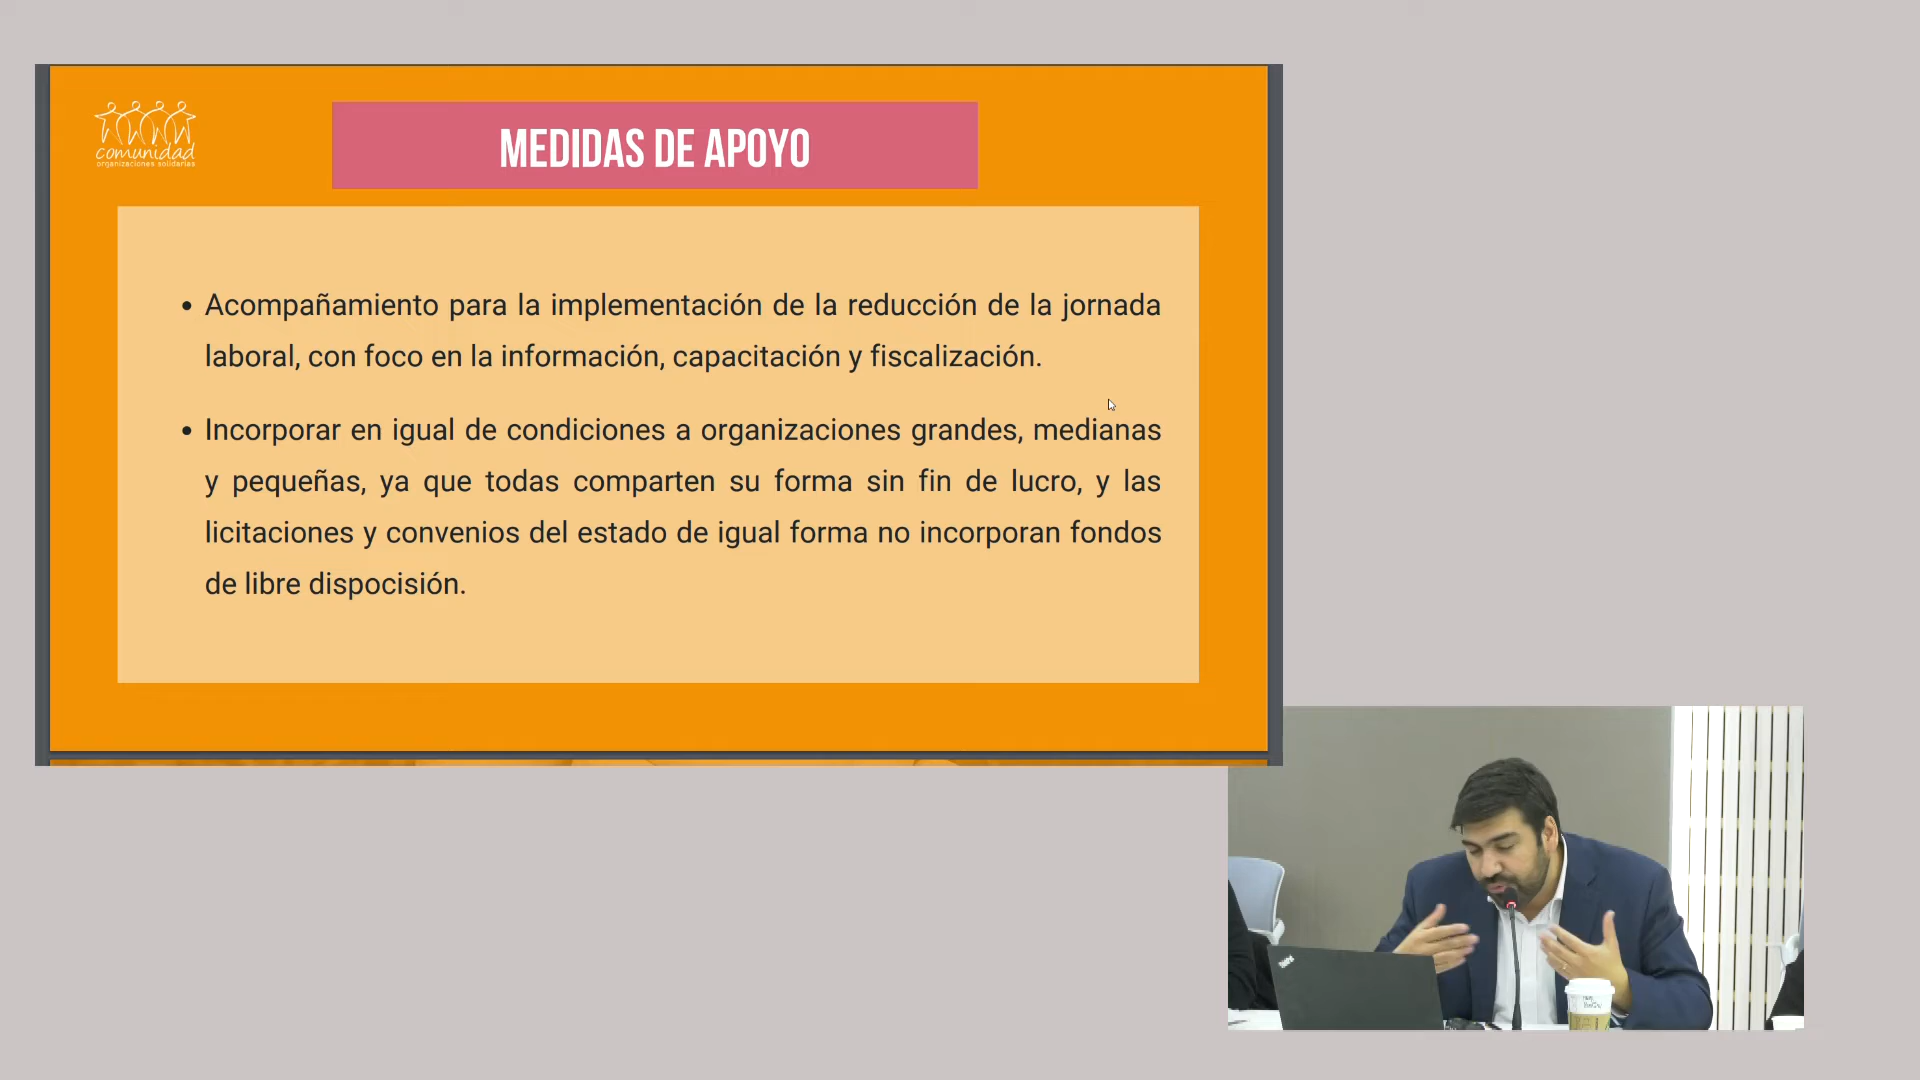 comunidad
organizaciones solidarias
MEDIDAS DE APOYO
• Acompañamiento para la implementación de la reducción de la jornada
laboral, con foco en la información, capacitación y fiscalización.
• Incorporar en igual de condiciones a organizaciones grandes, medianas
y pequeñas, ya que todas comparten su forma sin fin de lucro, y las
licitaciones y convenios del estado de igual forma no incorporan fondos
de libre dispocisión.